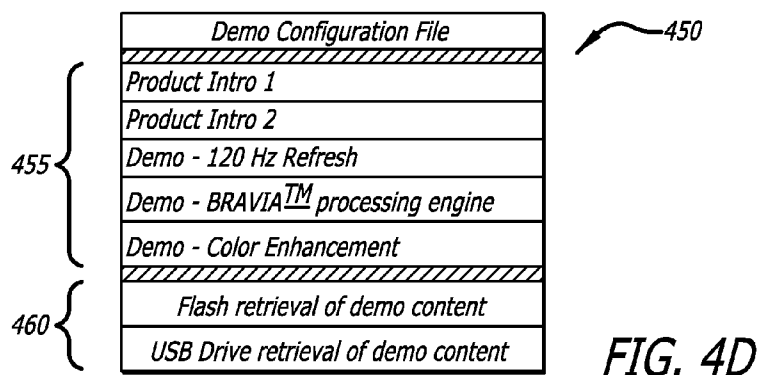 Demo Configuration File
450
Product Intro 1
Product Intro 2
455
Demo - 120 Hz Refresh
Demo - BRAVIA™ processing engine
Demo - Color Enhancement
460
Flash retrieval of demo content
USB Drive retrieval of demo content
FIG. 4D